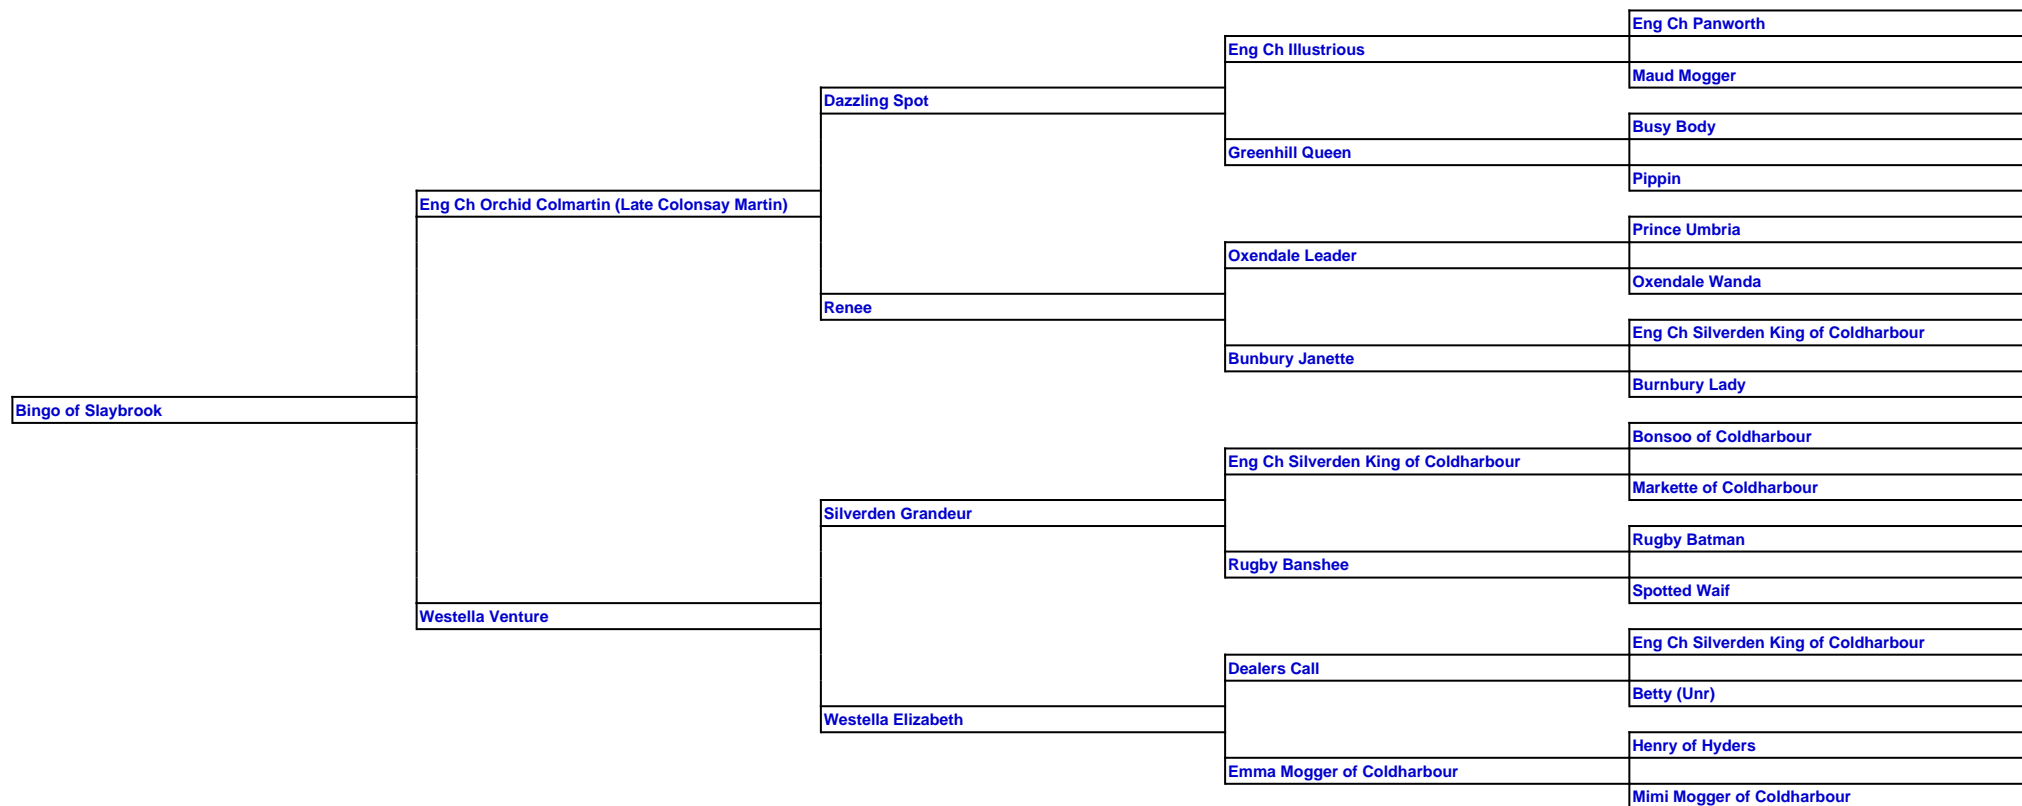 Eng Ch Panworth
Eng Ch Illustrious
Maud Mogger
Dazzling Spot
Busy Body
Greenhill Queen
Pippin
Eng Ch Orchid Colmartin (Late Colonsay Martin)
Prince Umbria
Oxendale Leader
Oxendale Wanda
Renee
Eng Ch Silverden King of Coldharbour
Bunbury Janette
Burnbury Lady
Bingo of Slaybrook
Bonsoo of Coldharbour
Eng Ch Silverden King of Coldharbour
Markette of Coldharbour
Silverden Grandeur
Rugby Batman
Rugby Banshee
Spotted Waif
Westella Venture
Eng Ch Silverden King of Coldharbour
Dealers Call
Betty (Unr)
Westella Elizabeth
Henry of Hyders
Emma Mogger of Coldharbour
Mimi Mogger of Coldharbour